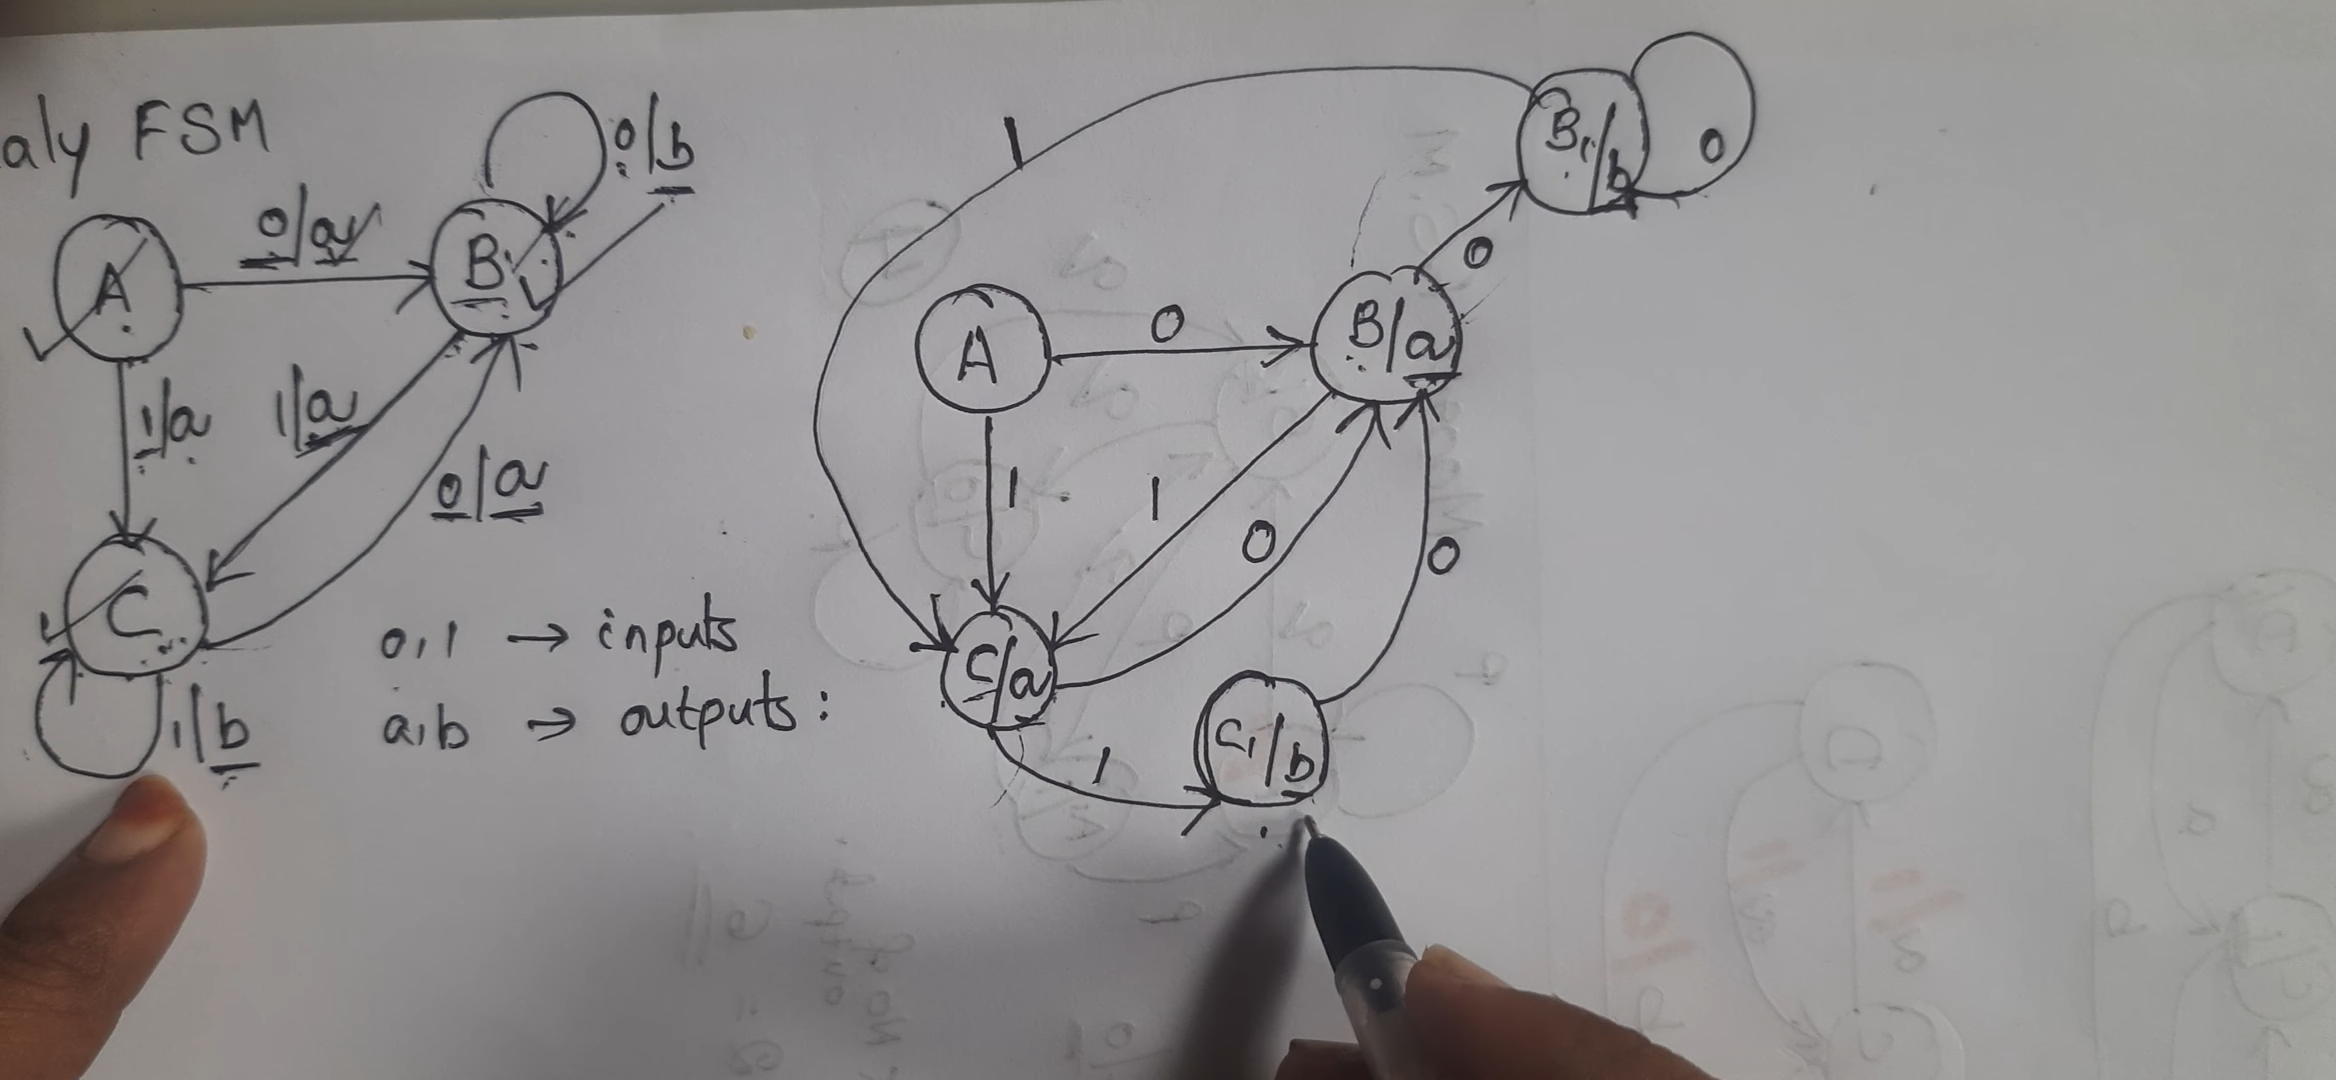 aly FSM
0/b
0/a
A
B
1/a
1/a
0/a
C
1/b
0,1 → inputs
a,b → outputs:
1
B1/b
0
0
A
0
B/a
1
1
0
0
C/a
1
C1/b